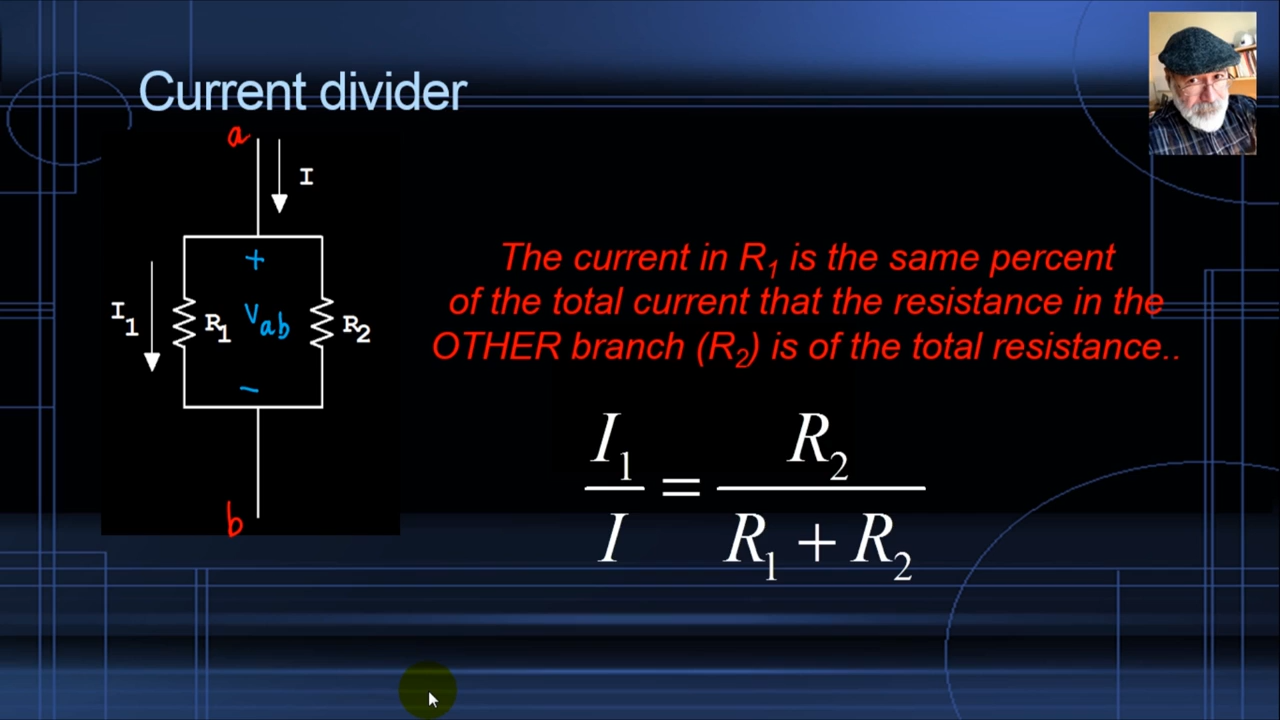 Current divider
a
I
+
I1
R1
Vab
R2
−
b
The current in R1 is the same percent
of the total current that the resistance in the
OTHER branch (R2) is of the total resistance..
I1/I = R2/(R1 + R2)